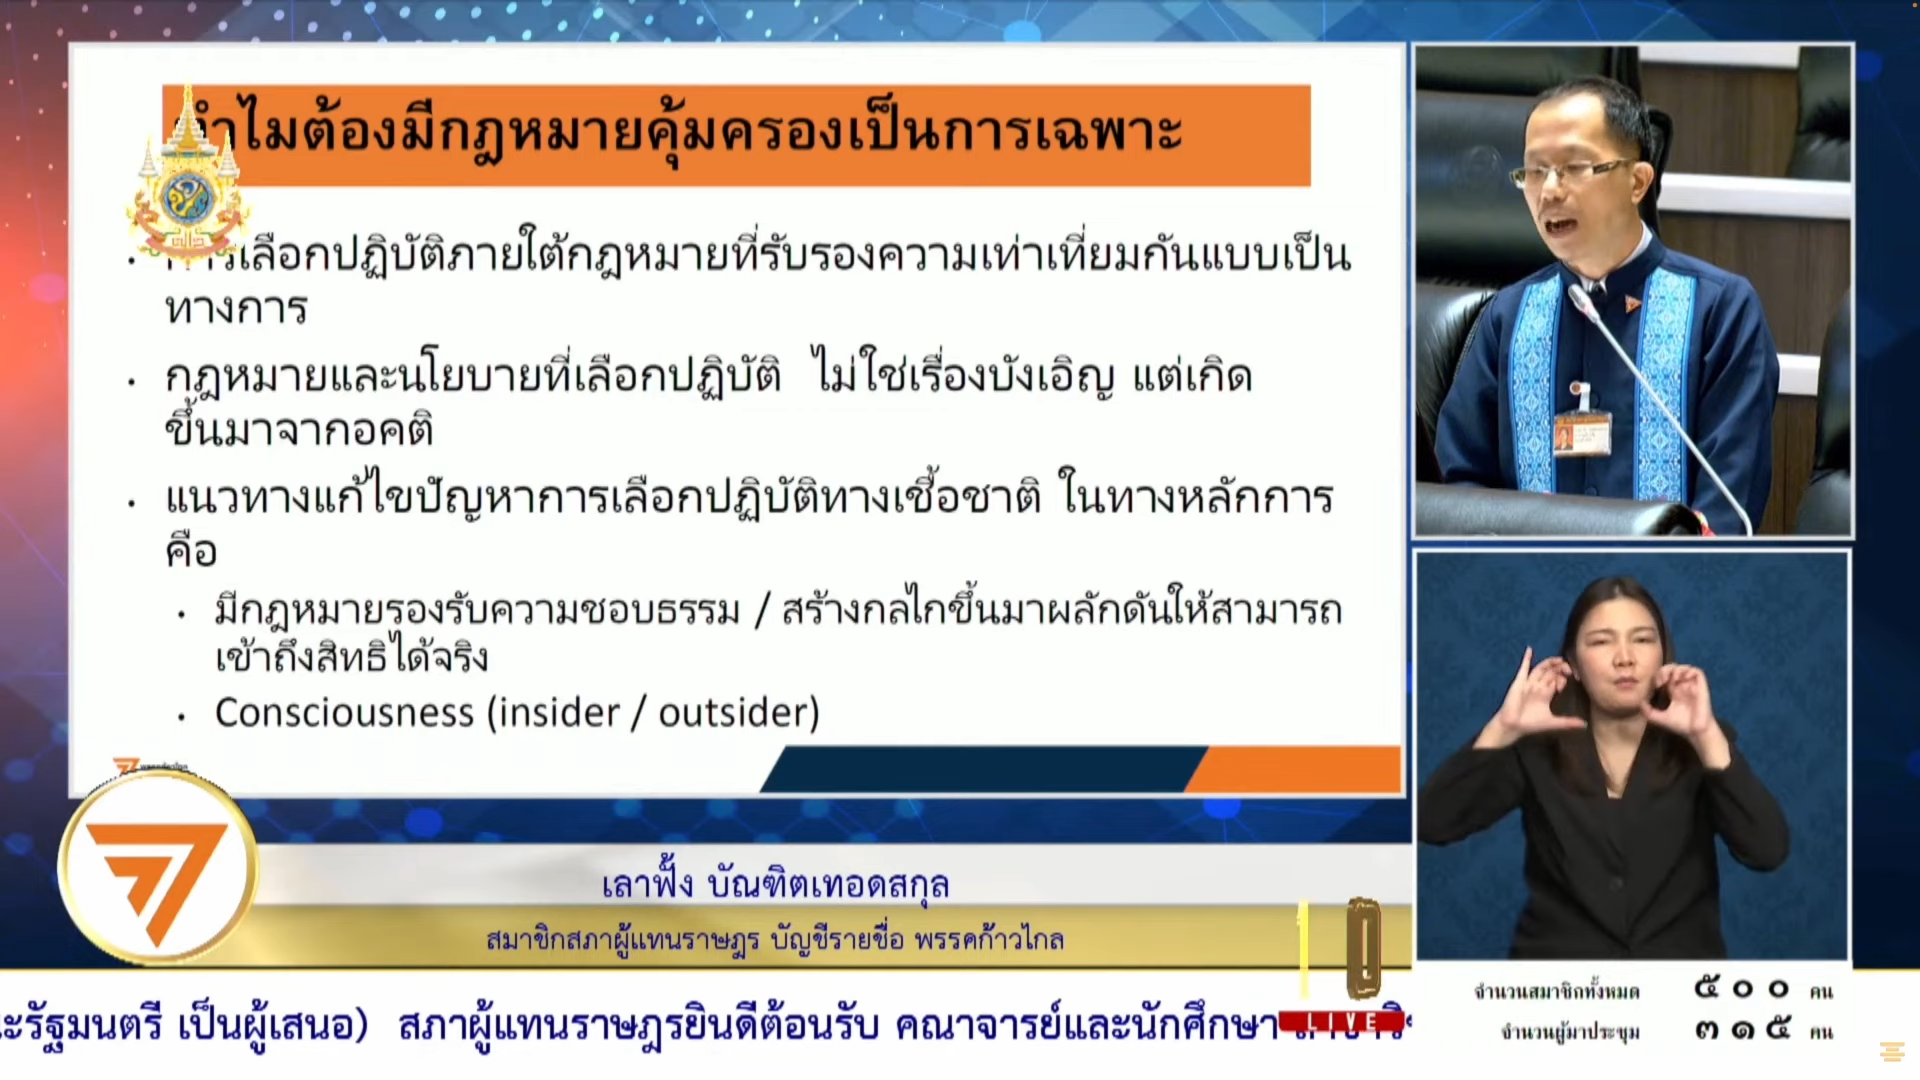 ทำไมต้องมีกฎหมายคุ้มครองเป็นการเฉพาะ
• การเลือกปฏิบัติภายใต้กฎหมายที่รับรองความเท่าเทียมกันแบบเป็น
ทางการ
• กฎหมายและนโยบายที่เลือกปฏิบัติ ไม่ใช่เรื่องบังเอิญ แต่เกิด
ขึ้นมาจากอคติ
• แนวทางแก้ไขปัญหาการเลือกปฏิบัติทางเชื้อชาติ ในทางหลักการ
คือ
• มีกฎหมายรองรับความชอบธรรม / สร้างกลไกขึ้นมาผลักดันให้สามารถ
เข้าถึงสิทธิได้จริง
• Consciousness (insider / outsider)
เลาฟั้ง บัณฑิตเทอดสกุล
สมาชิกสภาผู้แทนราษฎร บัญชีรายชื่อ พรรคก้าวไกล
10
LIVE
จำนวนสมาชิกทั้งหมด ๕๐๐ คน
จำนวนผู้มาประชุม ๓๑๕ คน
ะรัฐมนตรี เป็นผู้เสนอ) สภาผู้แทนราษฎรยินดีต้อนรับ คณาจารย์และนักศึกษา